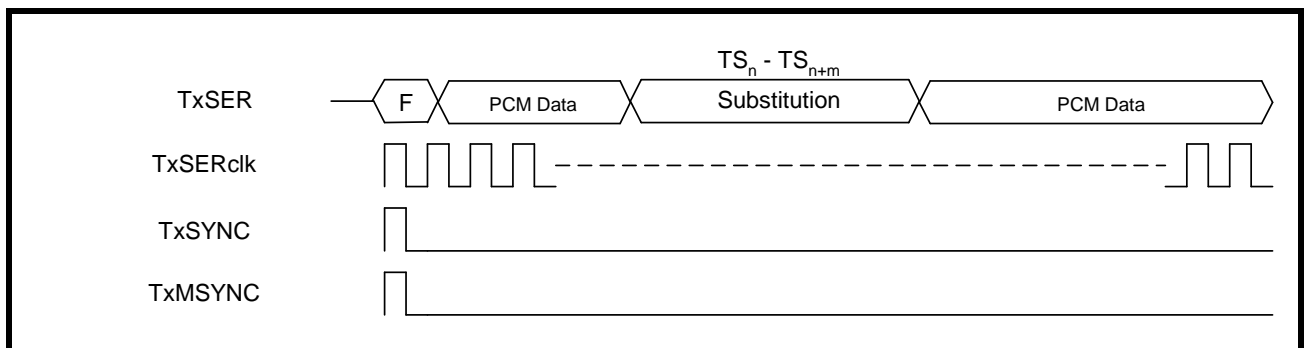 TSn - TSn+m
TxSER F PCM Data Substitution PCM Data
TxSERclk
TxSYNC
TxMSYNC